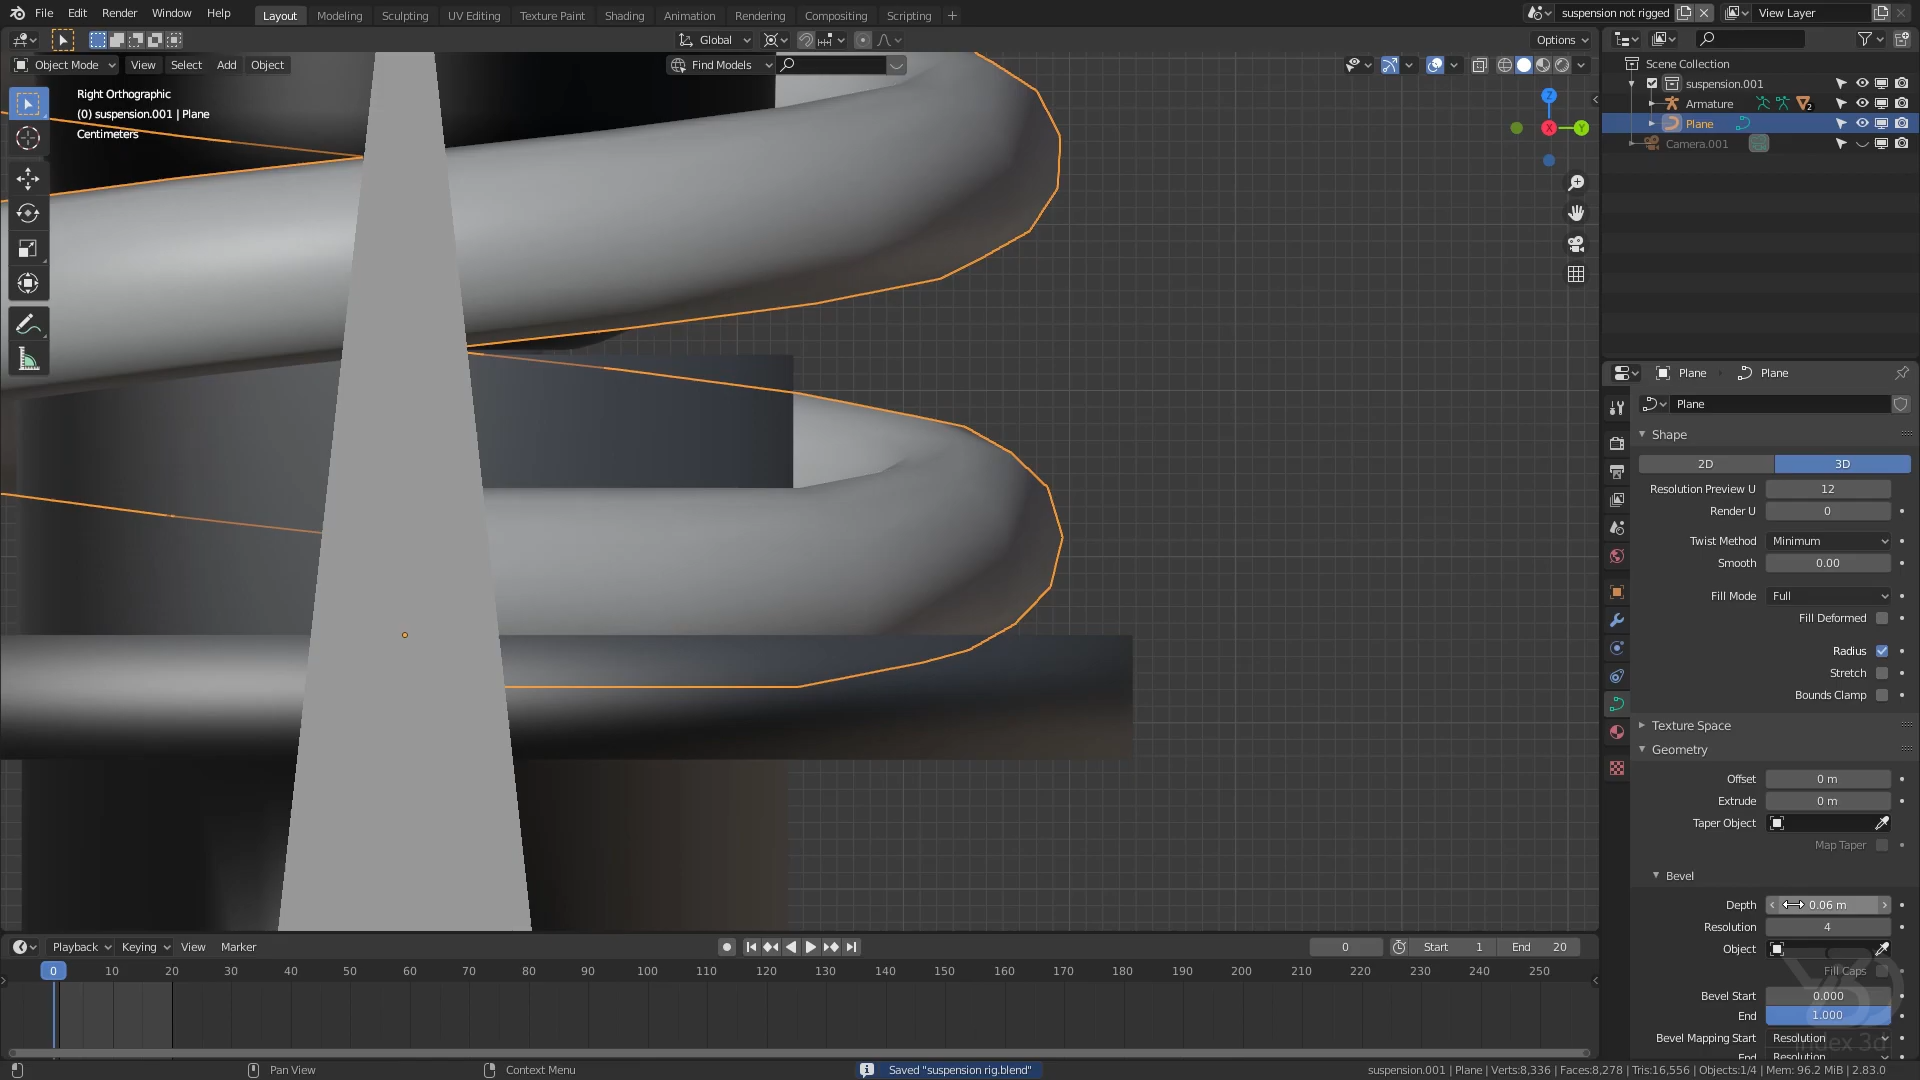 File Edit Render Window Help Layout Modeling Sculpting UV Editing Texture Paint Shading Animation Rendering Compositing Scripting + suspension not rigged View Layer
Global Options
Object Mode View Select Add Object Find Models
Right Orthographic
(0) suspension.001 | Plane
Centimeters
Z
X
Y
Scene Collection
suspension.001
Armature 2
Plane
Camera.001
Plane Plane
Plane
Shape
2D 3D
Resolution Preview U 12
Render U 0
Twist Method Minimum
Smooth 0.00
Fill Mode Full
Fill Deformed
Radius
Stretch
Bounds Clamp
Texture Space
Geometry
Offset 0 m
Extrude 0 m
Taper Object
Map Taper
Bevel
Depth 0.06 m
Resolution 4
Object
Fill Caps
Bevel Start 0.000
End 1.000
Bevel Mapping Start Resolution
End Resolution
Index 3d
Playback Keying View Marker 0 Start 1 End 20
0 10 20 30 40 50 60 70 80 90 100 110 120 130 140 150 160 170 180 190 200 210 220 230 240 250
Pan View Context Menu Saved "suspension rig.blend" suspension.001 | Plane | Verts:8,336 | Faces:8,278 | Tris:16,556 | Objects:1/4 | Mem: 96.2 MiB | 2.83.0